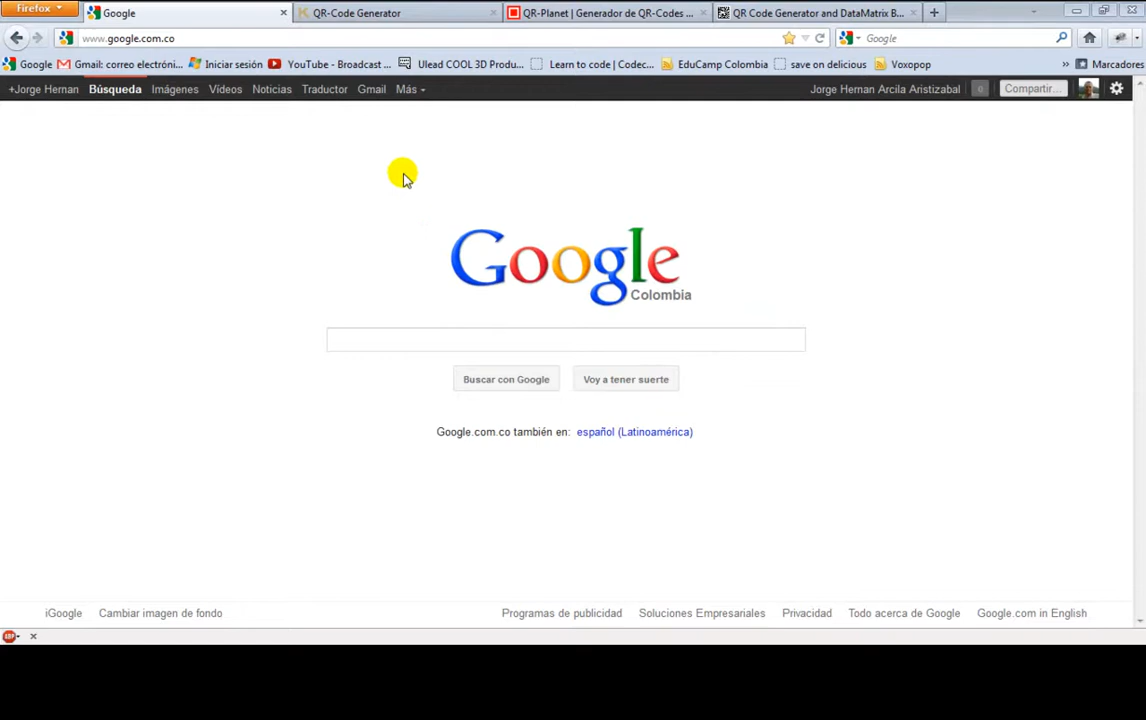 Firefox
Google
QR-Code Generator
QR-Planet | Generador de QR-Codes ...
QR Code Generator and DataMatrix B...
www.google.com.co
Google
Google
Gmail: correo electróni...
Iniciar sesión
YouTube - Broadcast ...
Ulead COOL 3D Produ...
Learn to code | Codec...
EduCamp Colombia
save on delicious
Voxopop
»
Marcadores
+Jorge Hernan
Búsqueda
Imágenes
Vídeos
Noticias
Traductor
Gmail
Más
Jorge Hernan Arcila Aristizabal
0
Compartir...
Google
Colombia
Buscar con Google
Voy a tener suerte
Google.com.co también en: español (Latinoamérica)
iGoogle
Cambiar imagen de fondo
Programas de publicidad
Soluciones Empresariales
Privacidad
Todo acerca de Google
Google.com in English
ABP